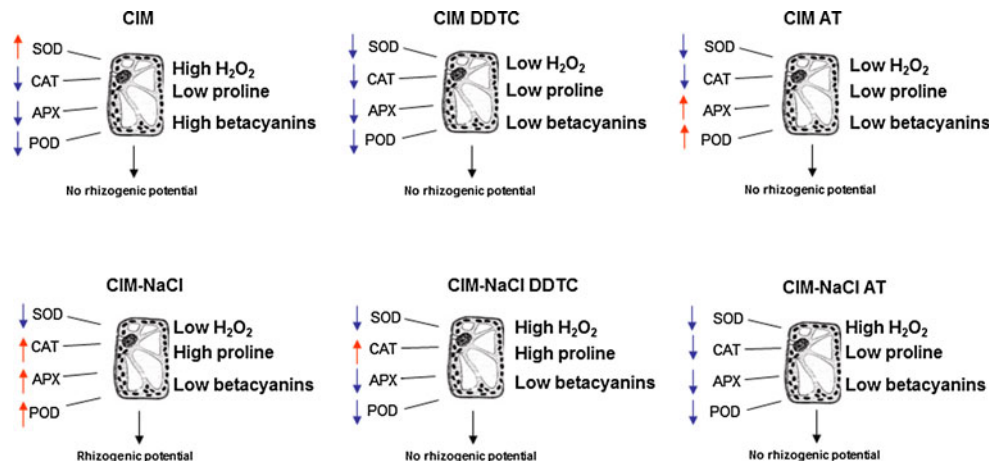 CIM
SOD
CAT
APX
POD
High H₂O₂
Low proline
High betacyanins
No rhizogenic potential
CIM DDTC
SOD
CAT
APX
POD
Low H₂O₂
Low proline
Low betacyanins
No rhizogenic potential
CIM AT
SOD
CAT
APX
POD
Low H₂O₂
Low proline
Low betacyanins
No rhizogenic potential
CIM-NaCl
SOD
CAT
APX
POD
Low H₂O₂
High proline
Low betacyanins
Rhizogenic potential
CIM-NaCl DDTC
SOD
CAT
APX
POD
High H₂O₂
High proline
Low betacyanins
No rhizogenic potential
CIM-NaCl AT
SOD
CAT
APX
POD
High H₂O₂
Low proline
Low betacyanins
No rhizogenic potential